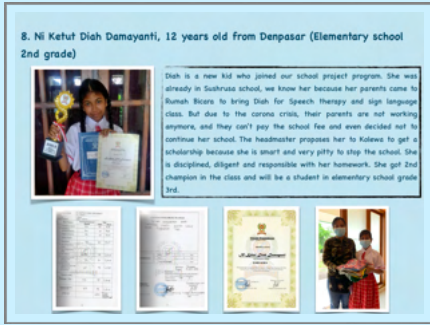 8. Ni Ketut Diah Damayanti, 12 years old from Denpasar (Elementary school
2nd grade)
Diah is a new kid who joined our school project program. She was
already in Sushrusa school, we know her because her parents came to
Rumah Bicara to bring Diah for Speech therapy and sign language
class. But due to the corona crisis, their parents are not working
anymore, and they can't pay the school fee and even decided not to
continue her school. The headmaster proposes her to Kolewa to get a
scholarship because she is smart and very pitty to stop the school. She
is disciplined, diligent and responsible with her homework. She got 2nd
champion in the class and will be a student in elementary school grade
3rd.